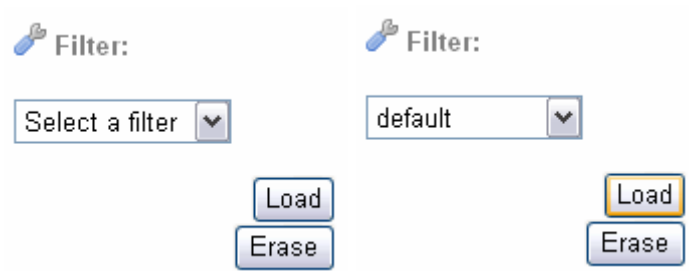 Filter:
Select a filter
Load
Erase
Filter:
default
Load
Erase